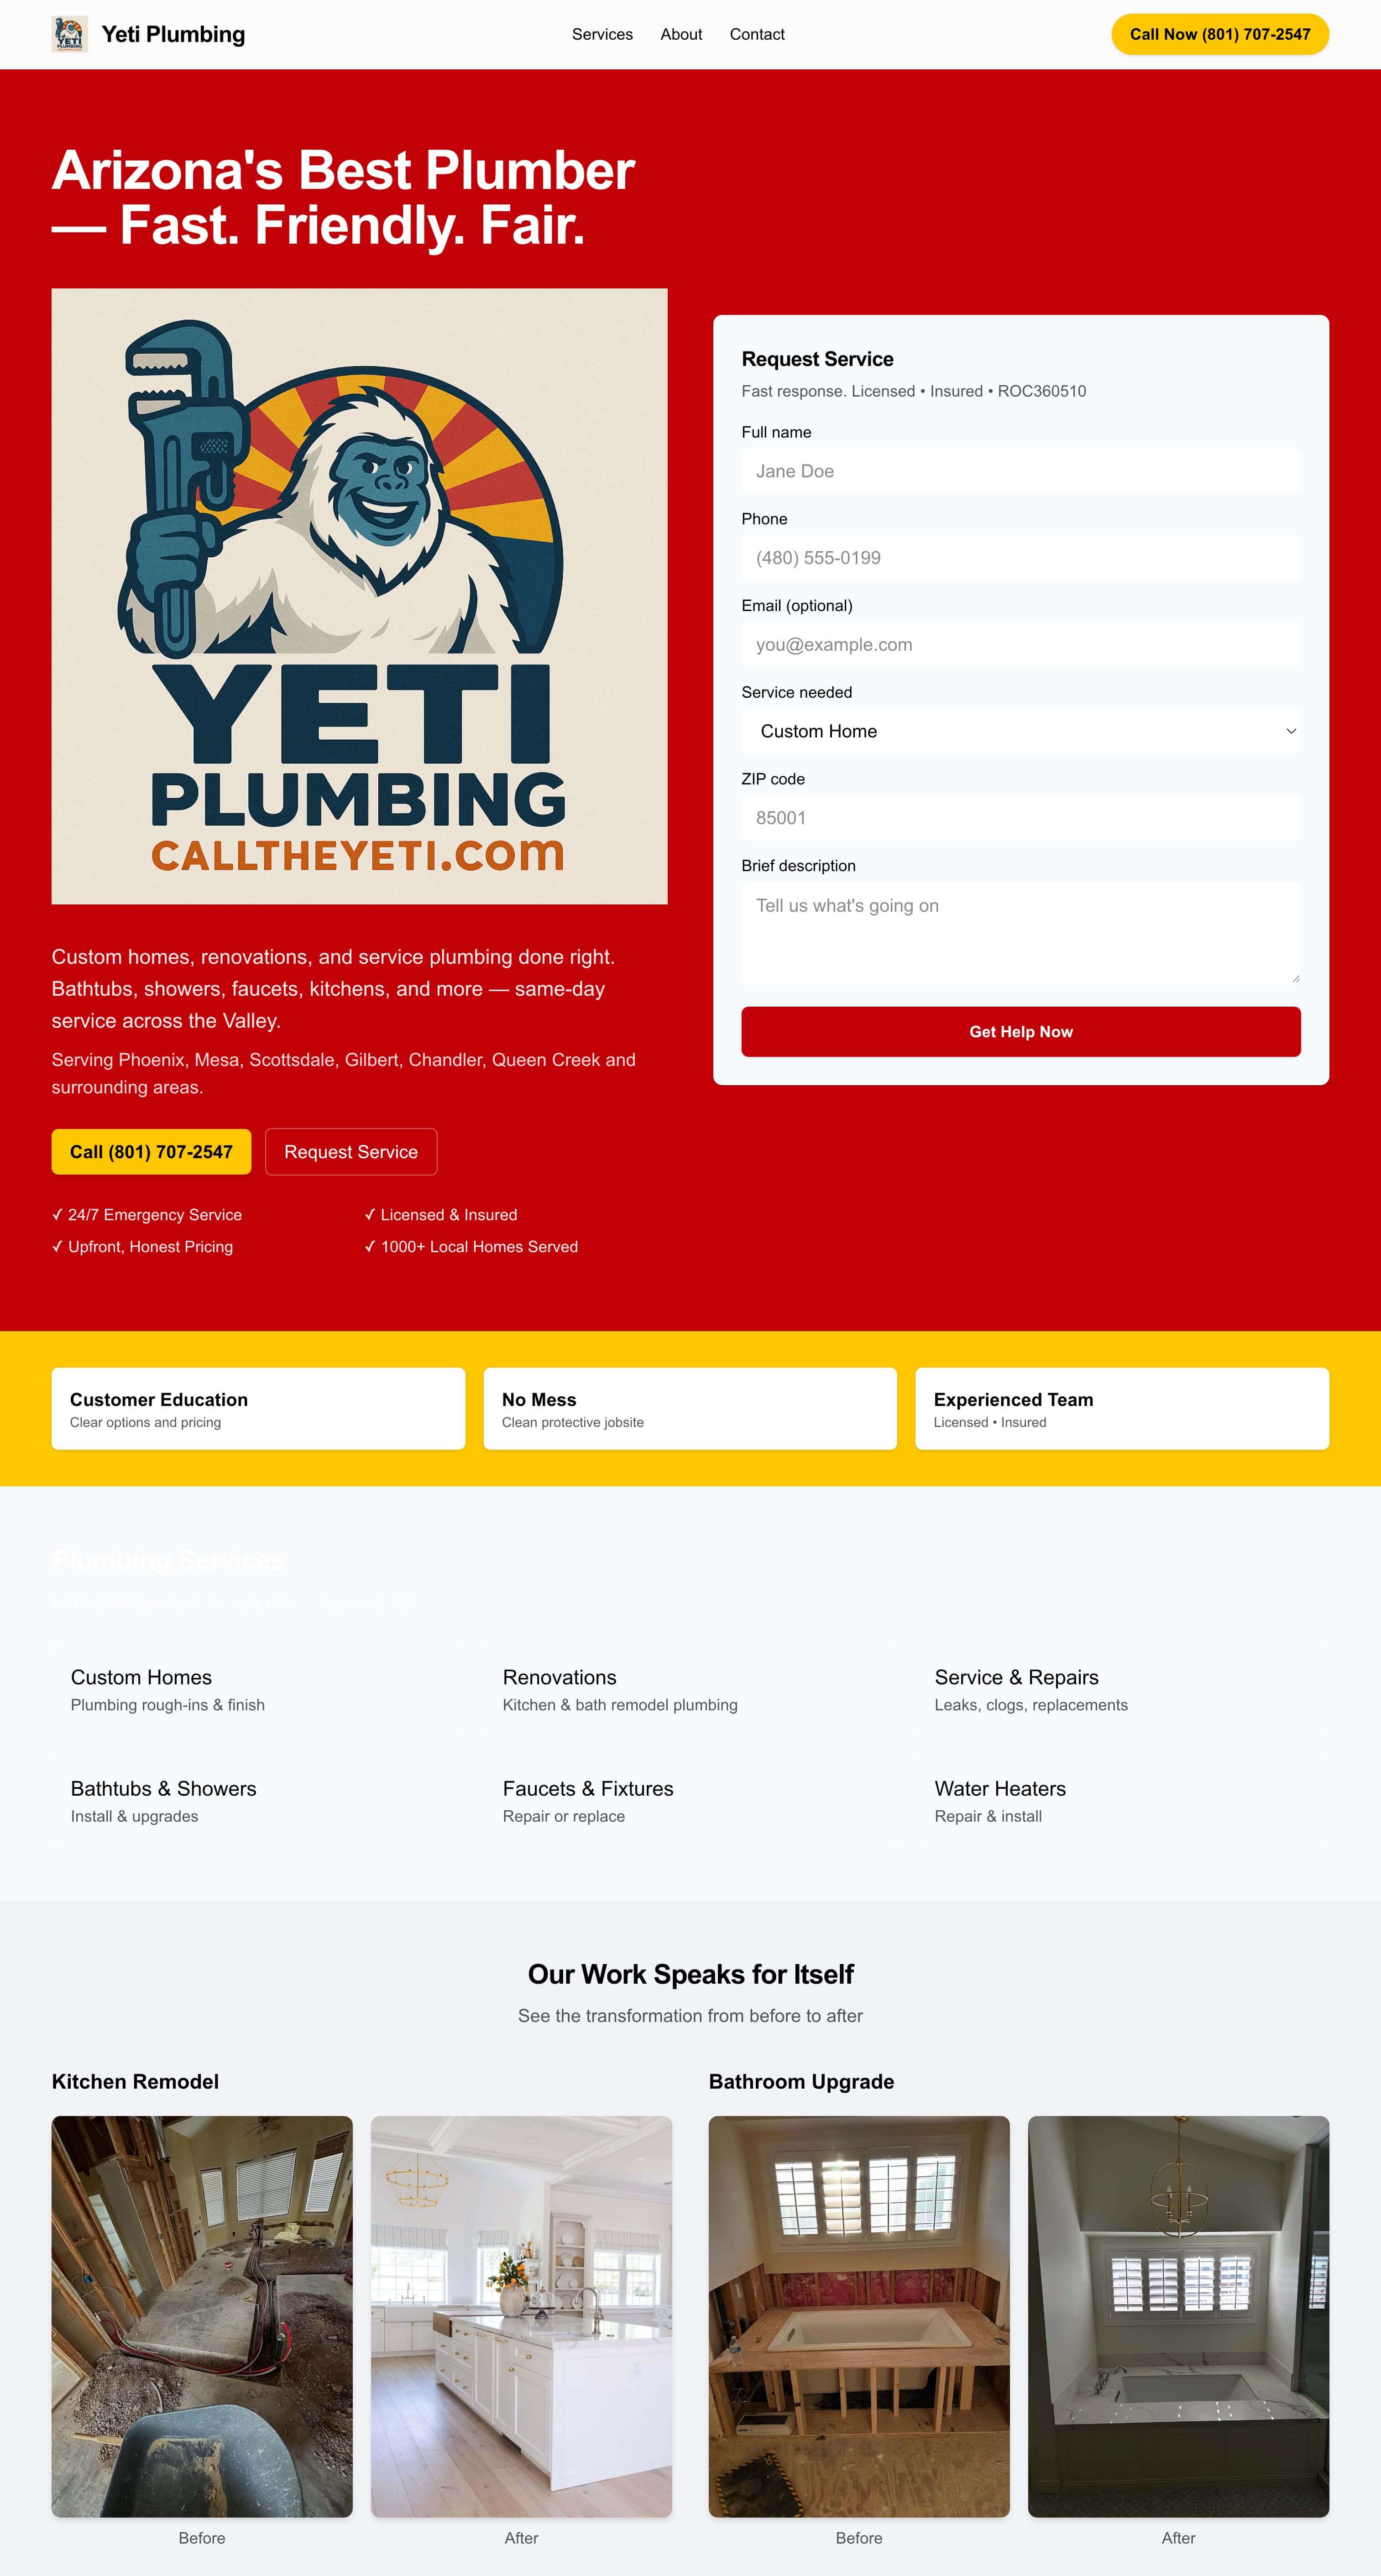 YETI
PLUMBING
Yeti Plumbing
Services
About
Contact
Call Now (801) 707-2547
Arizona's Best Plumber
— Fast. Friendly. Fair.
YETI
PLUMBING
CALLTHEYETI.COM
Custom homes, renovations, and service plumbing done right.
Bathtubs, showers, faucets, kitchens, and more — same-day
service across the Valley.
Serving Phoenix, Mesa, Scottsdale, Gilbert, Chandler, Queen Creek and
surrounding areas.
Call (801) 707-2547
Request Service
✓ 24/7 Emergency Service
✓ Licensed & Insured
✓ Upfront, Honest Pricing
✓ 1000+ Local Homes Served
Request Service
Fast response. Licensed • Insured • ROC360510
Full name
Jane Doe
Phone
(480) 555-0199
Email (optional)
you@example.com
Service needed
Custom Home
ZIP code
85001
Brief description
Tell us what's going on
Get Help Now
Customer Education
Clear options and pricing
No Mess
Clean protective jobsite
Experienced Team
Licensed • Insured
Plumbing Services
Custom Homes
Plumbing rough-ins & finish
Renovations
Kitchen & bath remodel plumbing
Service & Repairs
Leaks, clogs, replacements
Bathtubs & Showers
Install & upgrades
Faucets & Fixtures
Repair or replace
Water Heaters
Repair & install
Our Work Speaks for Itself
See the transformation from before to after
Kitchen Remodel
Bathroom Upgrade
Before
After
Before
After